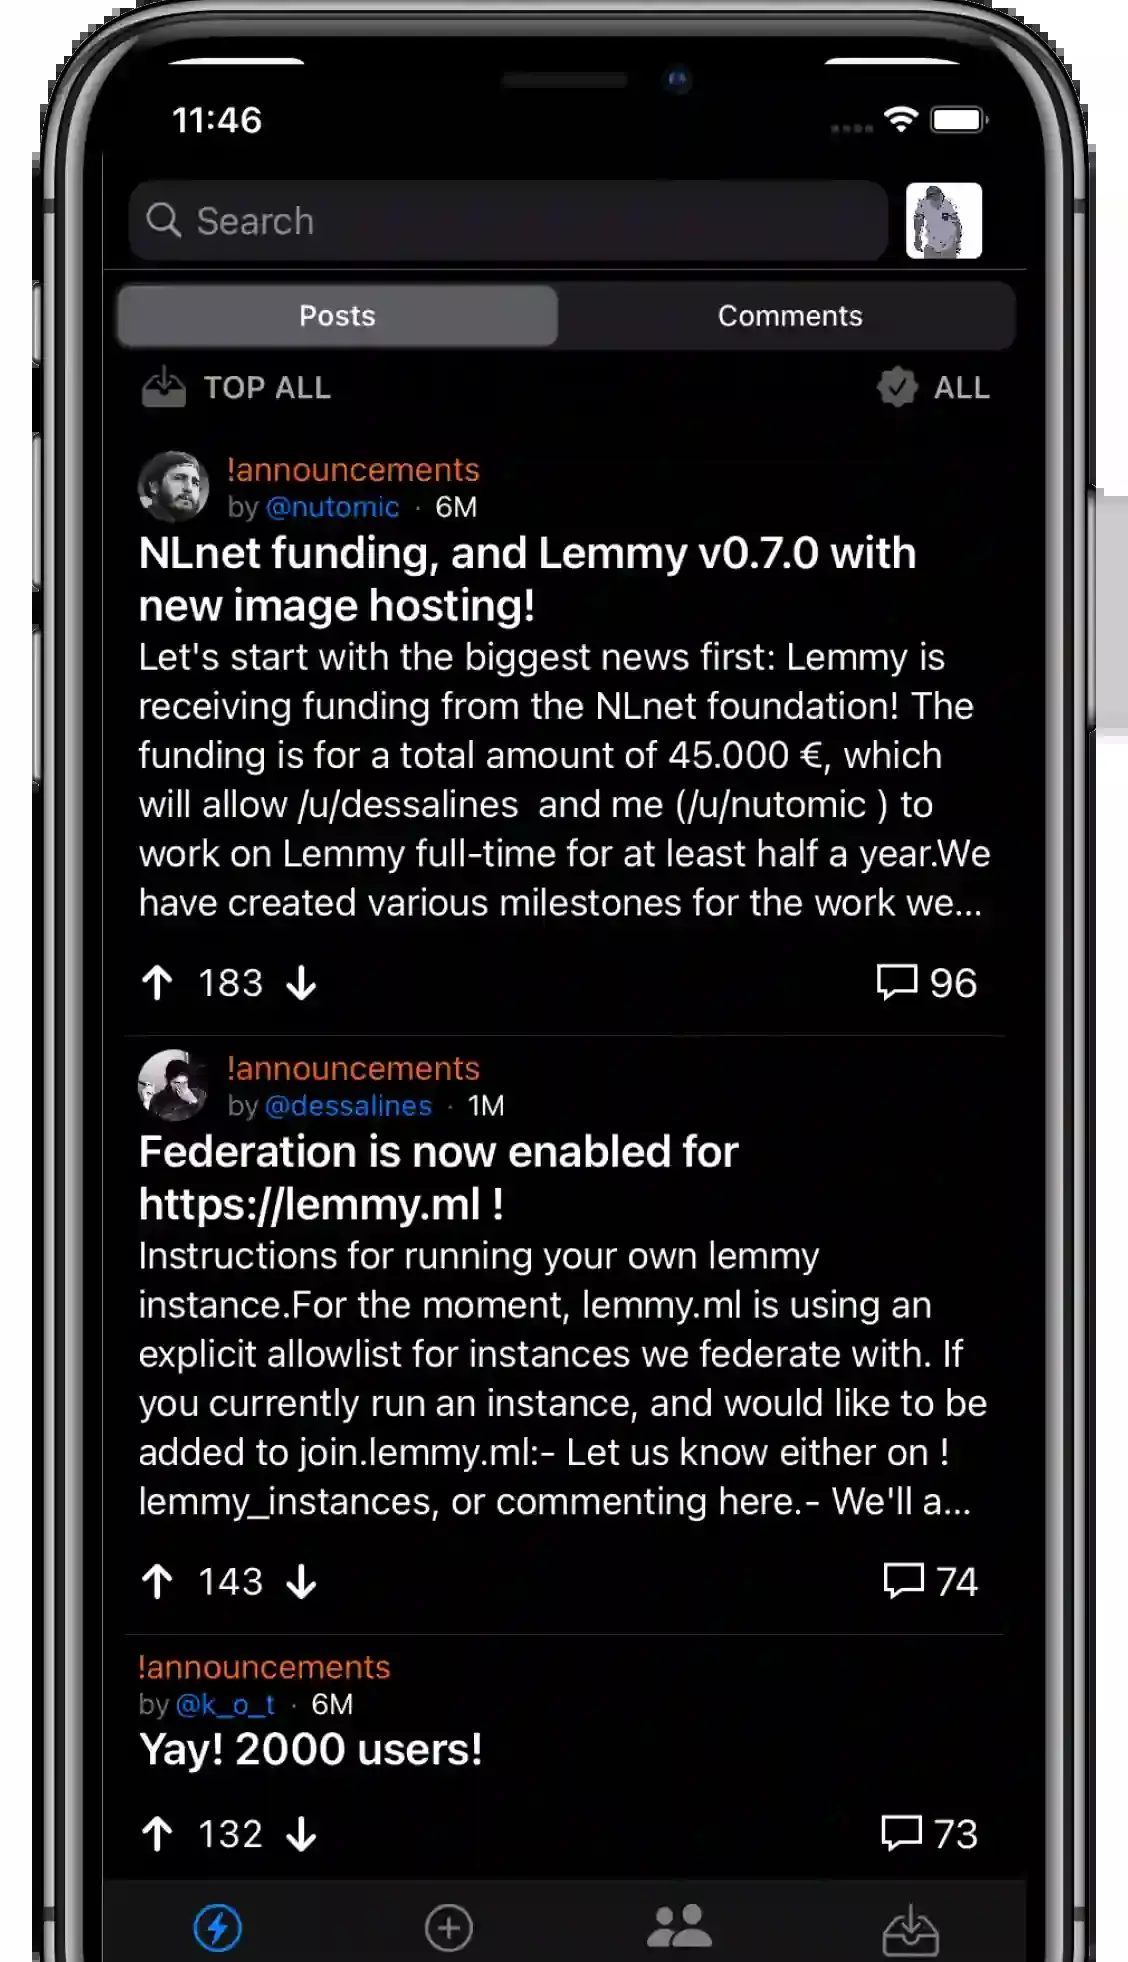 11:46
Search
Posts Comments
TOP ALL ALL
!announcements
by @nutomic · 6M
NLnet funding, and Lemmy v0.7.0 with
new image hosting!
Let's start with the biggest news first: Lemmy is
receiving funding from the NLnet foundation! The
funding is for a total amount of 45.000 €, which
will allow /u/dessalines  and me (/u/nutomic ) to
work on Lemmy full-time for at least half a year.We
have created various milestones for the work we...
183 96
!announcements
by @dessalines · 1M
Federation is now enabled for
https://lemmy.ml !
Instructions for running your own lemmy
instance.For the moment, lemmy.ml is using an
explicit allowlist for instances we federate with. If
you currently run an instance, and would like to be
added to join.lemmy.ml:- Let us know either on !
lemmy_instances, or commenting here.- We'll a...
143 74
!announcements
by @k_o_t · 6M
Yay! 2000 users!
132 73